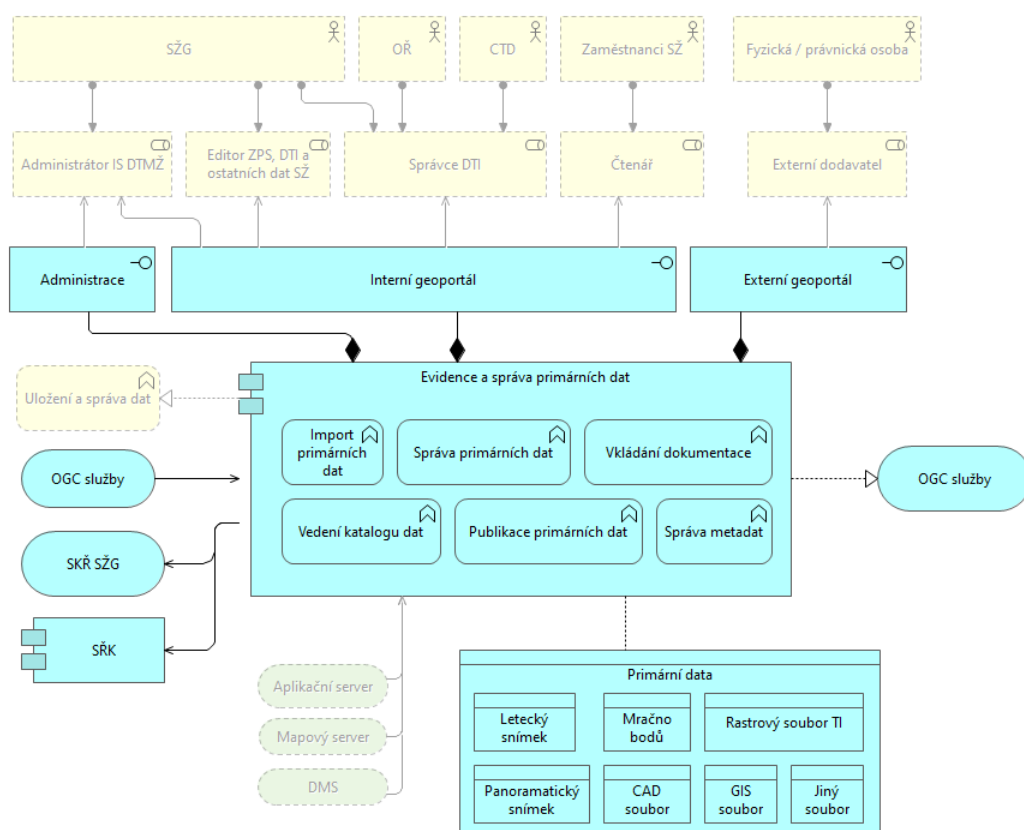 SŽG
OŘ
CTD
Zaměstnanci SŽ
Fyzická / právnická osoba
Administrátor IS DTMŽ
Editor ZPS, DTI a
ostatních dat SŽ
Správce DTI
Čtenář
Externí dodavatel
Administrace
Interní geoportál
Externí geoportál
Evidence a správa primárních dat
Uložení a správa dat
Import
primárních
dat
Správa primárních dat
Vkládání dokumentace
OGC služby
OGC služby
Vedení katalogu dat
Publikace primárních dat
Správa metadat
SKŘ SŽG
SŘK
Aplikační server
Mapový server
DMS
Primární data
Letecký
snímek
Mračno
bodů
Rastrový soubor TI
Panoramatický
snímek
CAD
soubor
GIS
soubor
Jiný
soubor